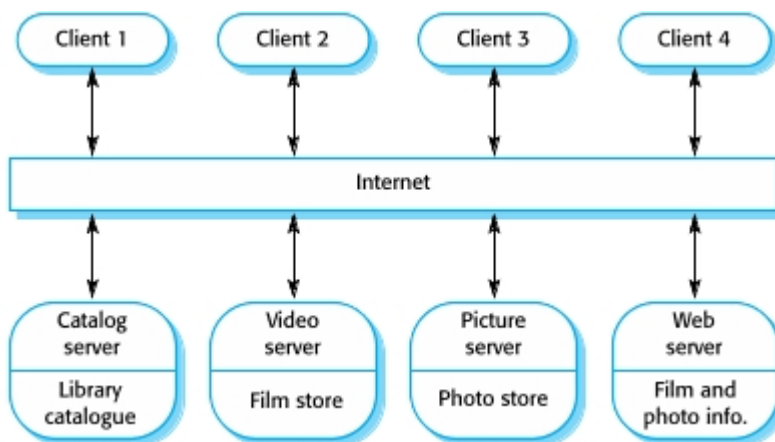 Client 1
Client 2
Client 3
Client 4
Internet
Catalog
server
Library
catalogue
Video
server
Film store
Picture
server
Photo store
Web
server
Film and
photo info.